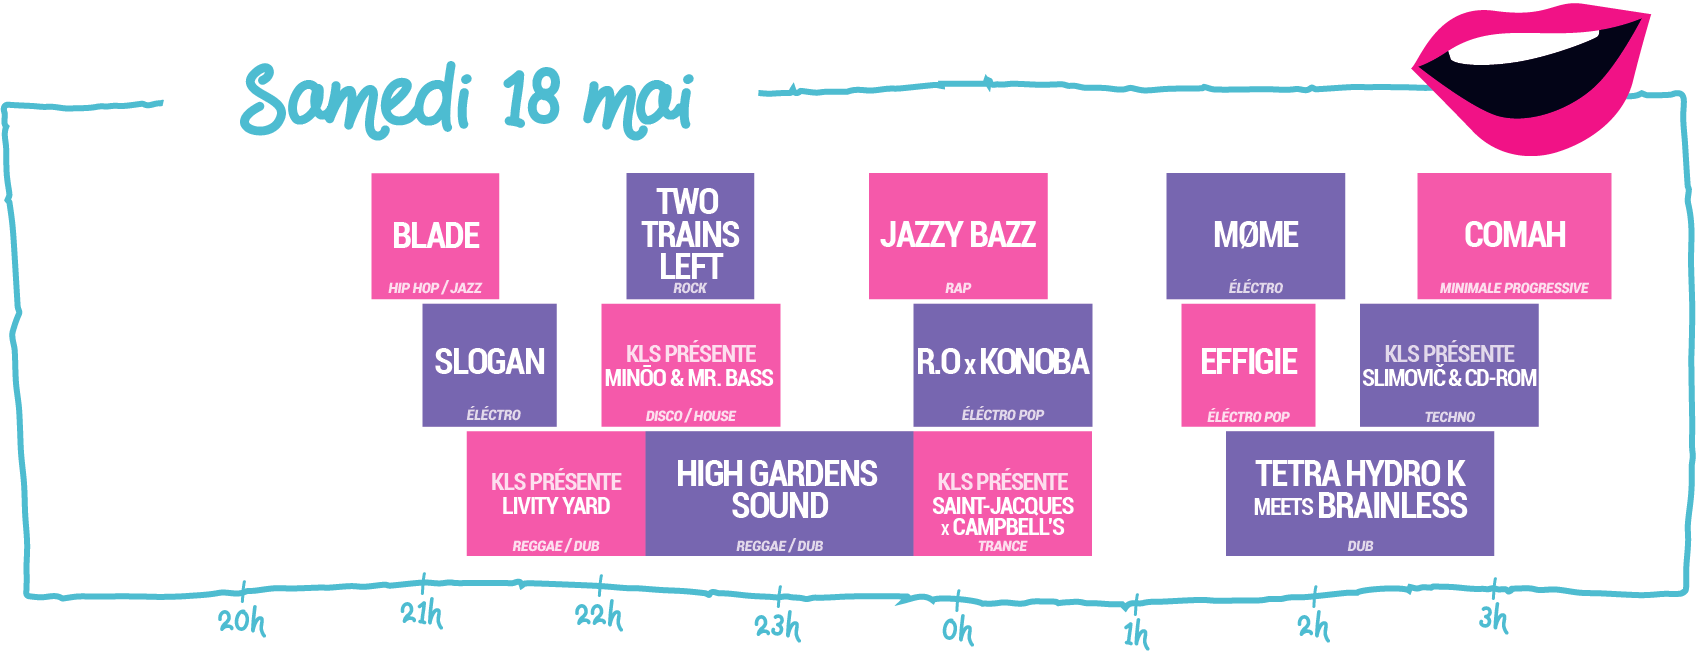 Samedi 18 mai
BLADE
HIP HOP / JAZZ
TWO
TRAINS
LEFT
ROCK
JAZZY BAZZ
RAP
MØME
ÉLÉCTRO
COMAH
MINIMALE PROGRESSIVE
SLOGAN
ÉLÉCTRO
KLS PRÉSENTE
MINŌO & MR. BASS
DISCO / HOUSE
R.O x KONOBA
ÉLÉCTRO POP
EFFIGIE
ÉLÉCTRO POP
KLS PRÉSENTE
SLIMOVIČ & CD-ROM
TECHNO
KLS PRÉSENTE
LIVITY YARD
REGGAE / DUB
HIGH GARDENS
SOUND
REGGAE / DUB
KLS PRÉSENTE
SAINT-JACQUES
x CAMPBELL'S
TRANCE
TETRA HYDRO K
MEETS BRAINLESS
DUB
20h 21h 22h 23h 0h 1h 2h 3h